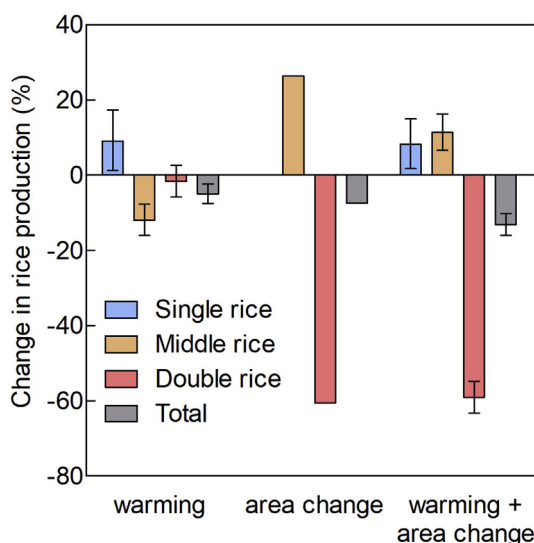 Change in rice production (%)
40
20
0
-20
-40
-60
-80
Single rice
Middle rice
Double rice
Total
warming
area change
warming +
area change